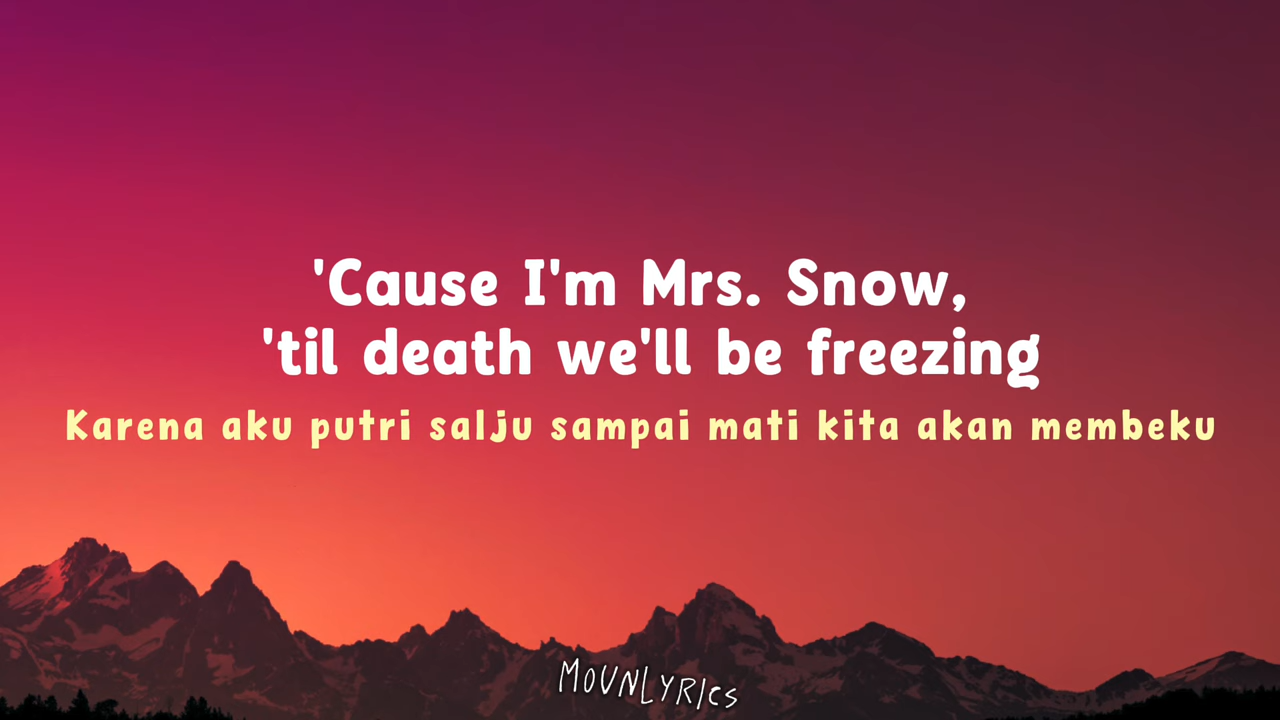 'Cause I'm Mrs. Snow,
'til death we'll be freezing
Karena aku putri salju sampai mati kita akan membeku
MOUNLYRIcs